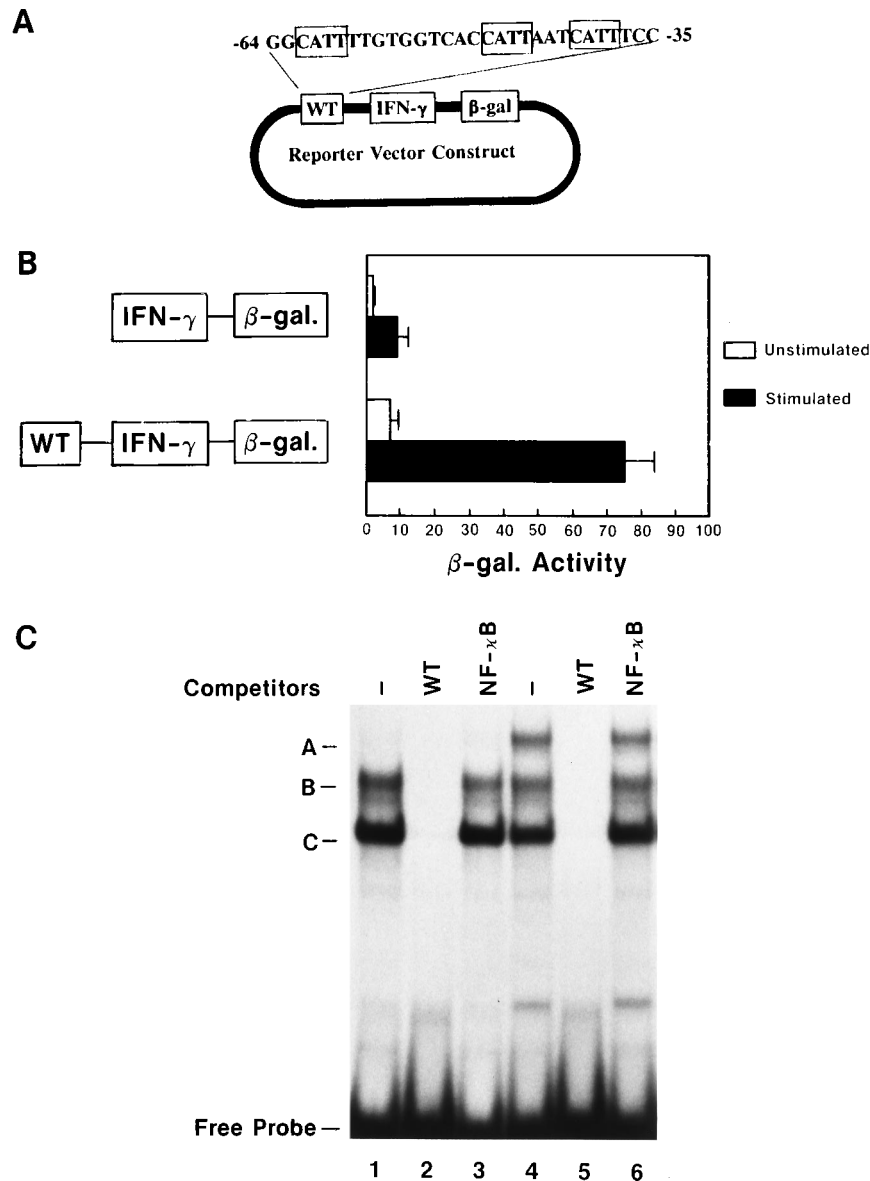 A
-64 GGCATTTTGTGGTCACCATTAATCATTTCC -35
WT IFN-γ β-gal
Reporter Vector Construct
B
IFN-γ β-gal.
WT IFN-γ β-gal.
Unstimulated
Stimulated
0 10 20 30 40 50 60 70 80 90 100
β-gal. Activity
C
Competitors – WT NF-κB – WT NF-κB
A –
B –
C –
Free Probe –
1 2 3 4 5 6